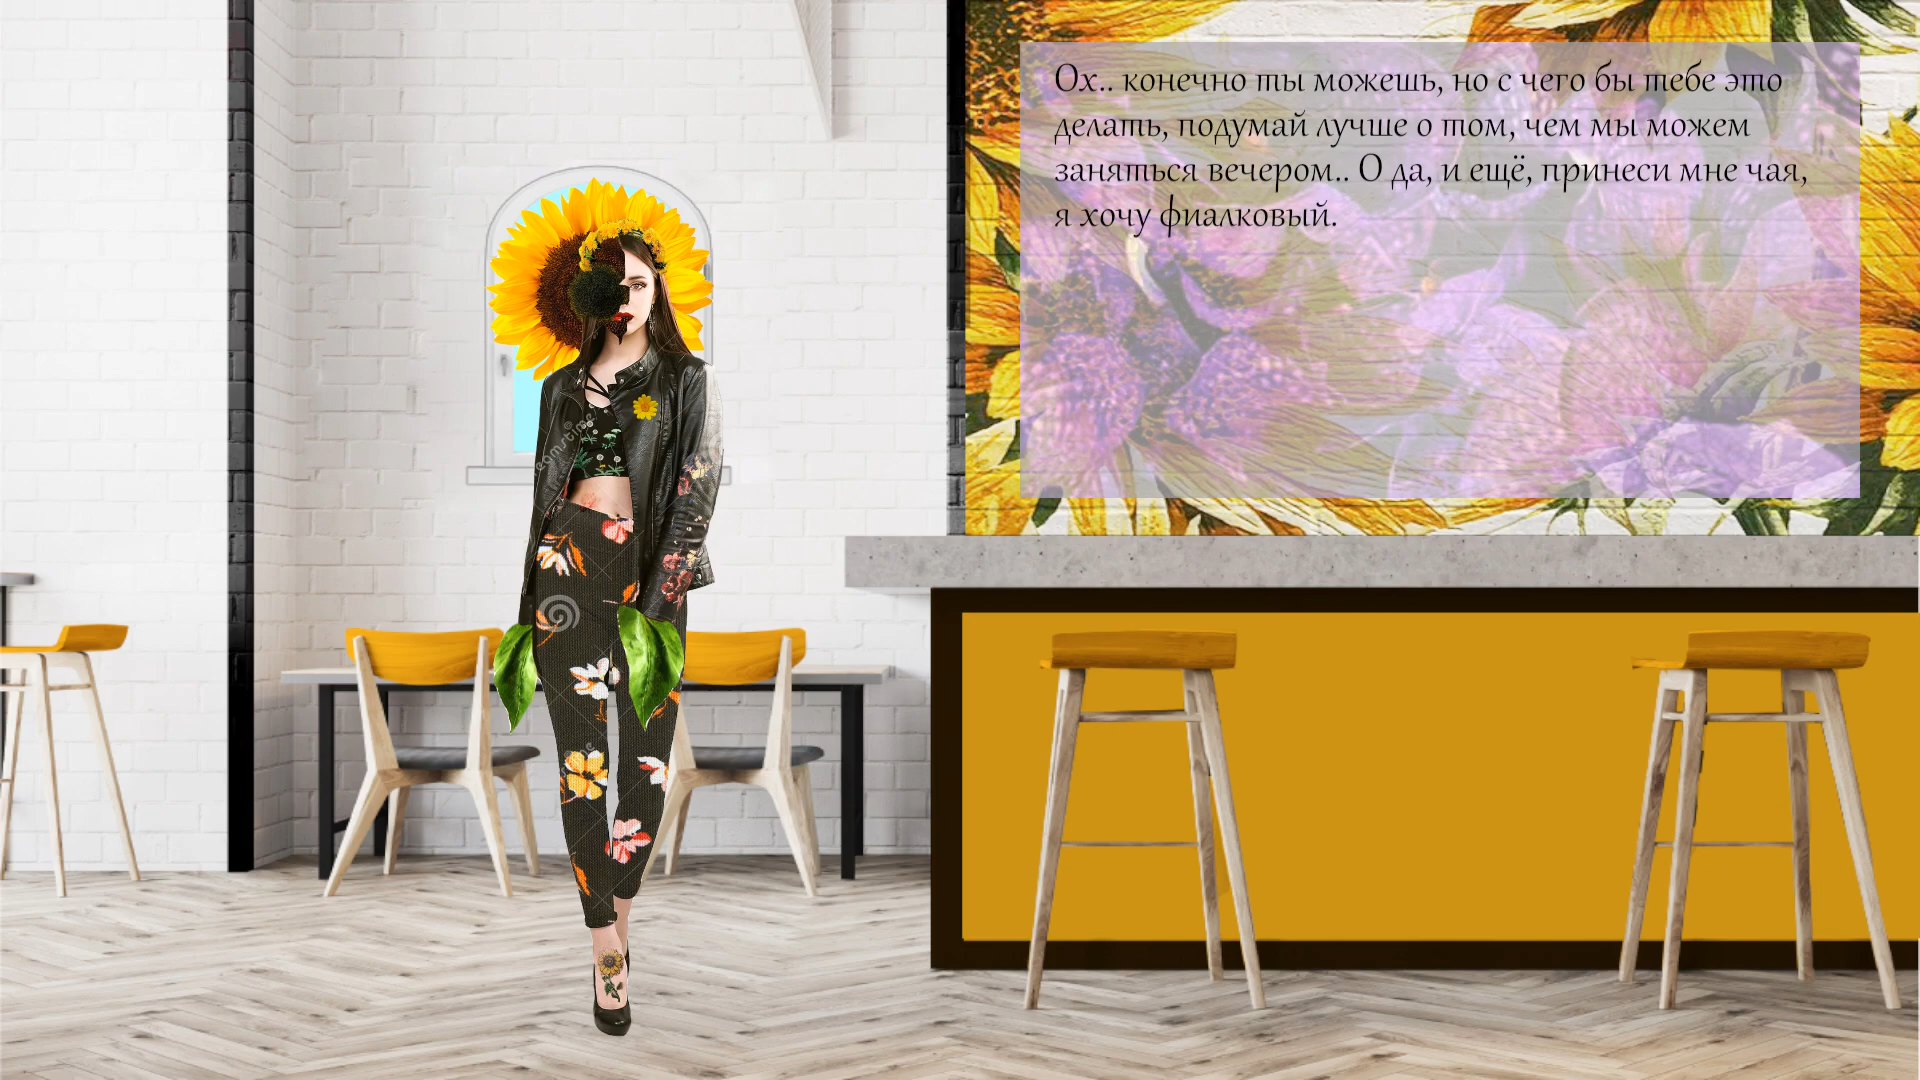 Ох.. конечно ты можешь, но с чего бы тебе это
делать, подумай лучше о том, чем мы можем
заняться вечером.. О да, и ещё, принеси мне чая,
я хочу фиалковый.